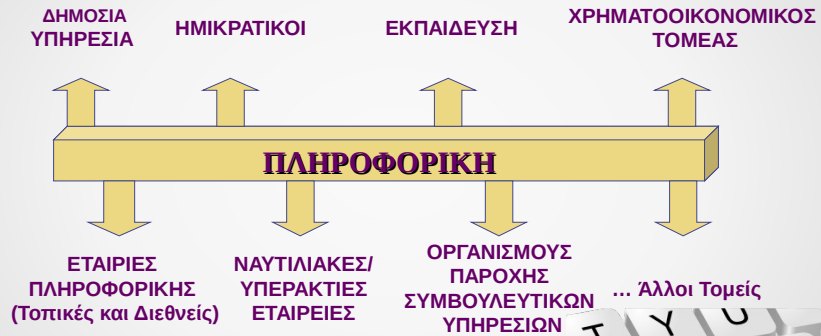 ΔΗΜΟΣΙΑ
ΥΠΗΡΕΣΙΑ
ΗΜΙΚΡΑΤΙΚΟΙ
ΕΚΠΑΙΔΕΥΣΗ
ΧΡΗΜΑΤΟΟΙΚΟΝΟΜΙΚΟΣ
ΤΟΜΕΑΣ
ΠΛΗΡΟΦΟΡΙΚΗ
ΕΤΑΙΡΙΕΣ
ΠΛΗΡΟΦΟΡΙΚΗΣ
(Τοπικές και Διεθνείς)
ΝΑΥΤΙΛΙΑΚΕΣ/
ΥΠΕΡΑΚΤΙΕΣ
ΕΤΑΙΡΕΙΕΣ
ΟΡΓΑΝΙΣΜΟΥΣ
ΠΑΡΟΧΗΣ
ΣΥΜΒΟΥΛΕΥΤΙΚΩΝ
ΥΠΗΡΕΣΙΩΝ
… Άλλοι Τομείς
T Y U